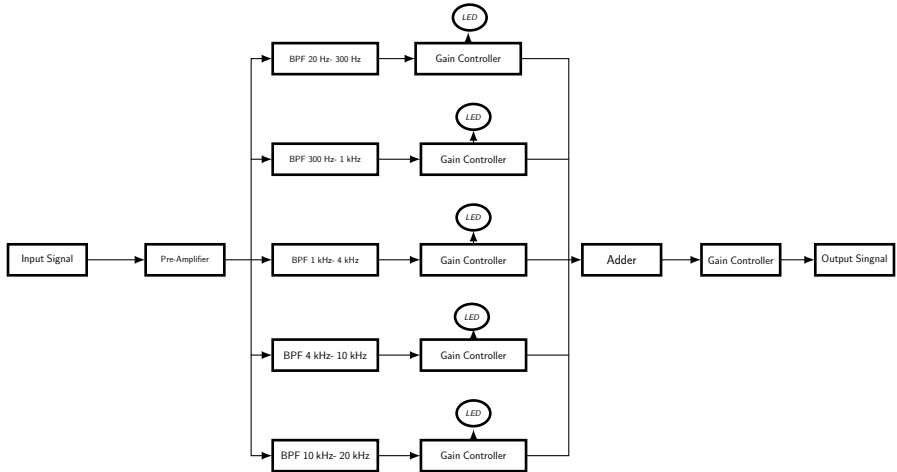 LED
BPF 20 Hz- 300 Hz
Gain Controller
LED
BPF 300 Hz- 1 kHz
Gain Controller
LED
Input Signal
Pre-Amplifier
BPF 1 kHz- 4 kHz
Gain Controller
Adder
Gain Controller
Output Singnal
LED
BPF 4 kHz- 10 kHz
Gain Controller
LED
BPF 10 kHz- 20 kHz
Gain Controller